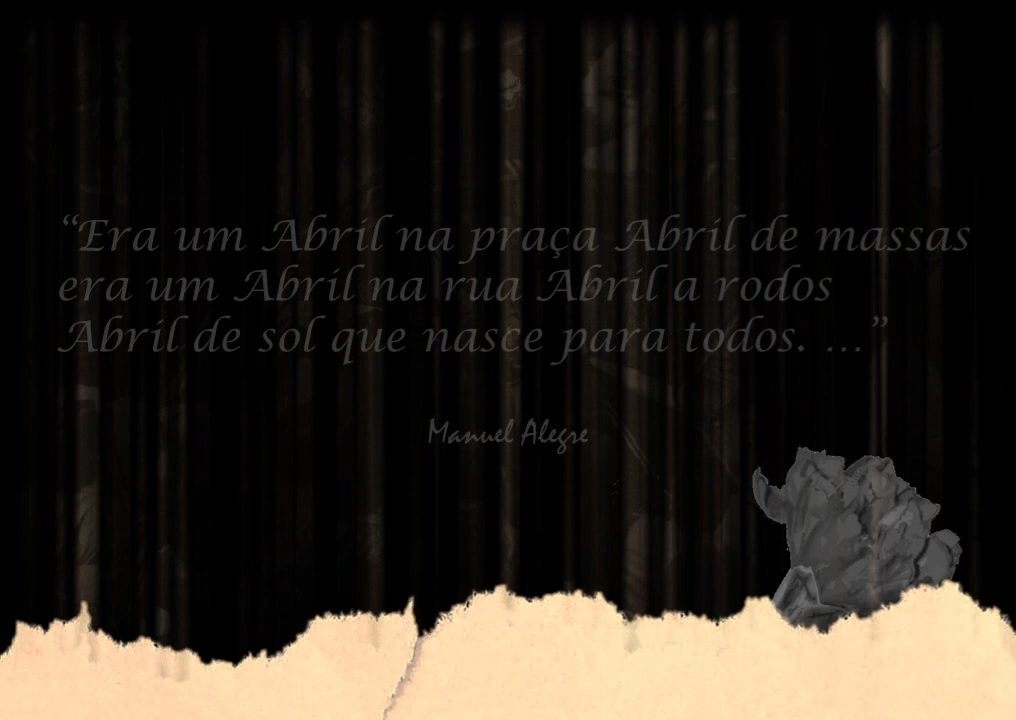 “Era um Abril na praça Abril de massas
era um Abril na rua Abril a rodos
Abril de sol que nasce para todos. ...”
Manuel Alegre